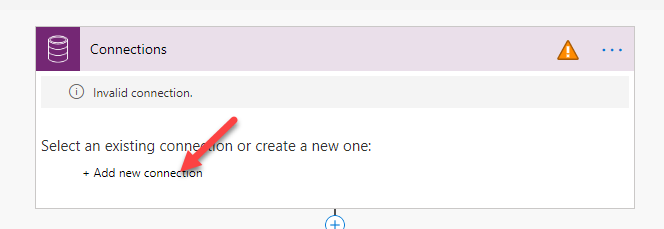 Connections
Invalid connection.
Select an existing connection or create a new one:
+ Add new connection